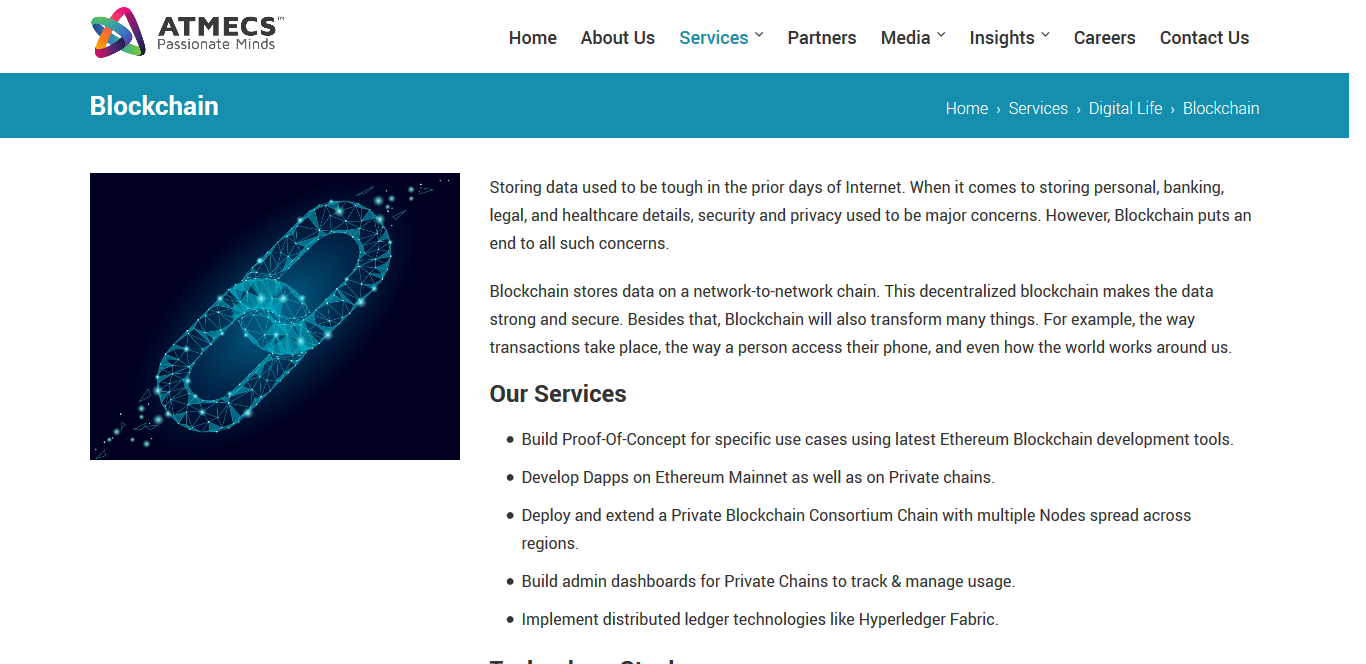 ATMECS™
Passionate Minds
Home About Us Services Partners Media Insights Careers Contact Us
Blockchain
Home › Services › Digital Life › Blockchain
Storing data used to be tough in the prior days of Internet. When it comes to storing personal, banking,
legal, and healthcare details, security and privacy used to be major concerns. However, Blockchain puts an
end to all such concerns.
Blockchain stores data on a network-to-network chain. This decentralized blockchain makes the data
strong and secure. Besides that, Blockchain will also transform many things. For example, the way
transactions take place, the way a person access their phone, and even how the world works around us.
Our Services
• Build Proof-Of-Concept for specific use cases using latest Ethereum Blockchain development tools.
• Develop Dapps on Ethereum Mainnet as well as on Private chains.
• Deploy and extend a Private Blockchain Consortium Chain with multiple Nodes spread across
regions.
• Build admin dashboards for Private Chains to track & manage usage.
• Implement distributed ledger technologies like Hyperledger Fabric.